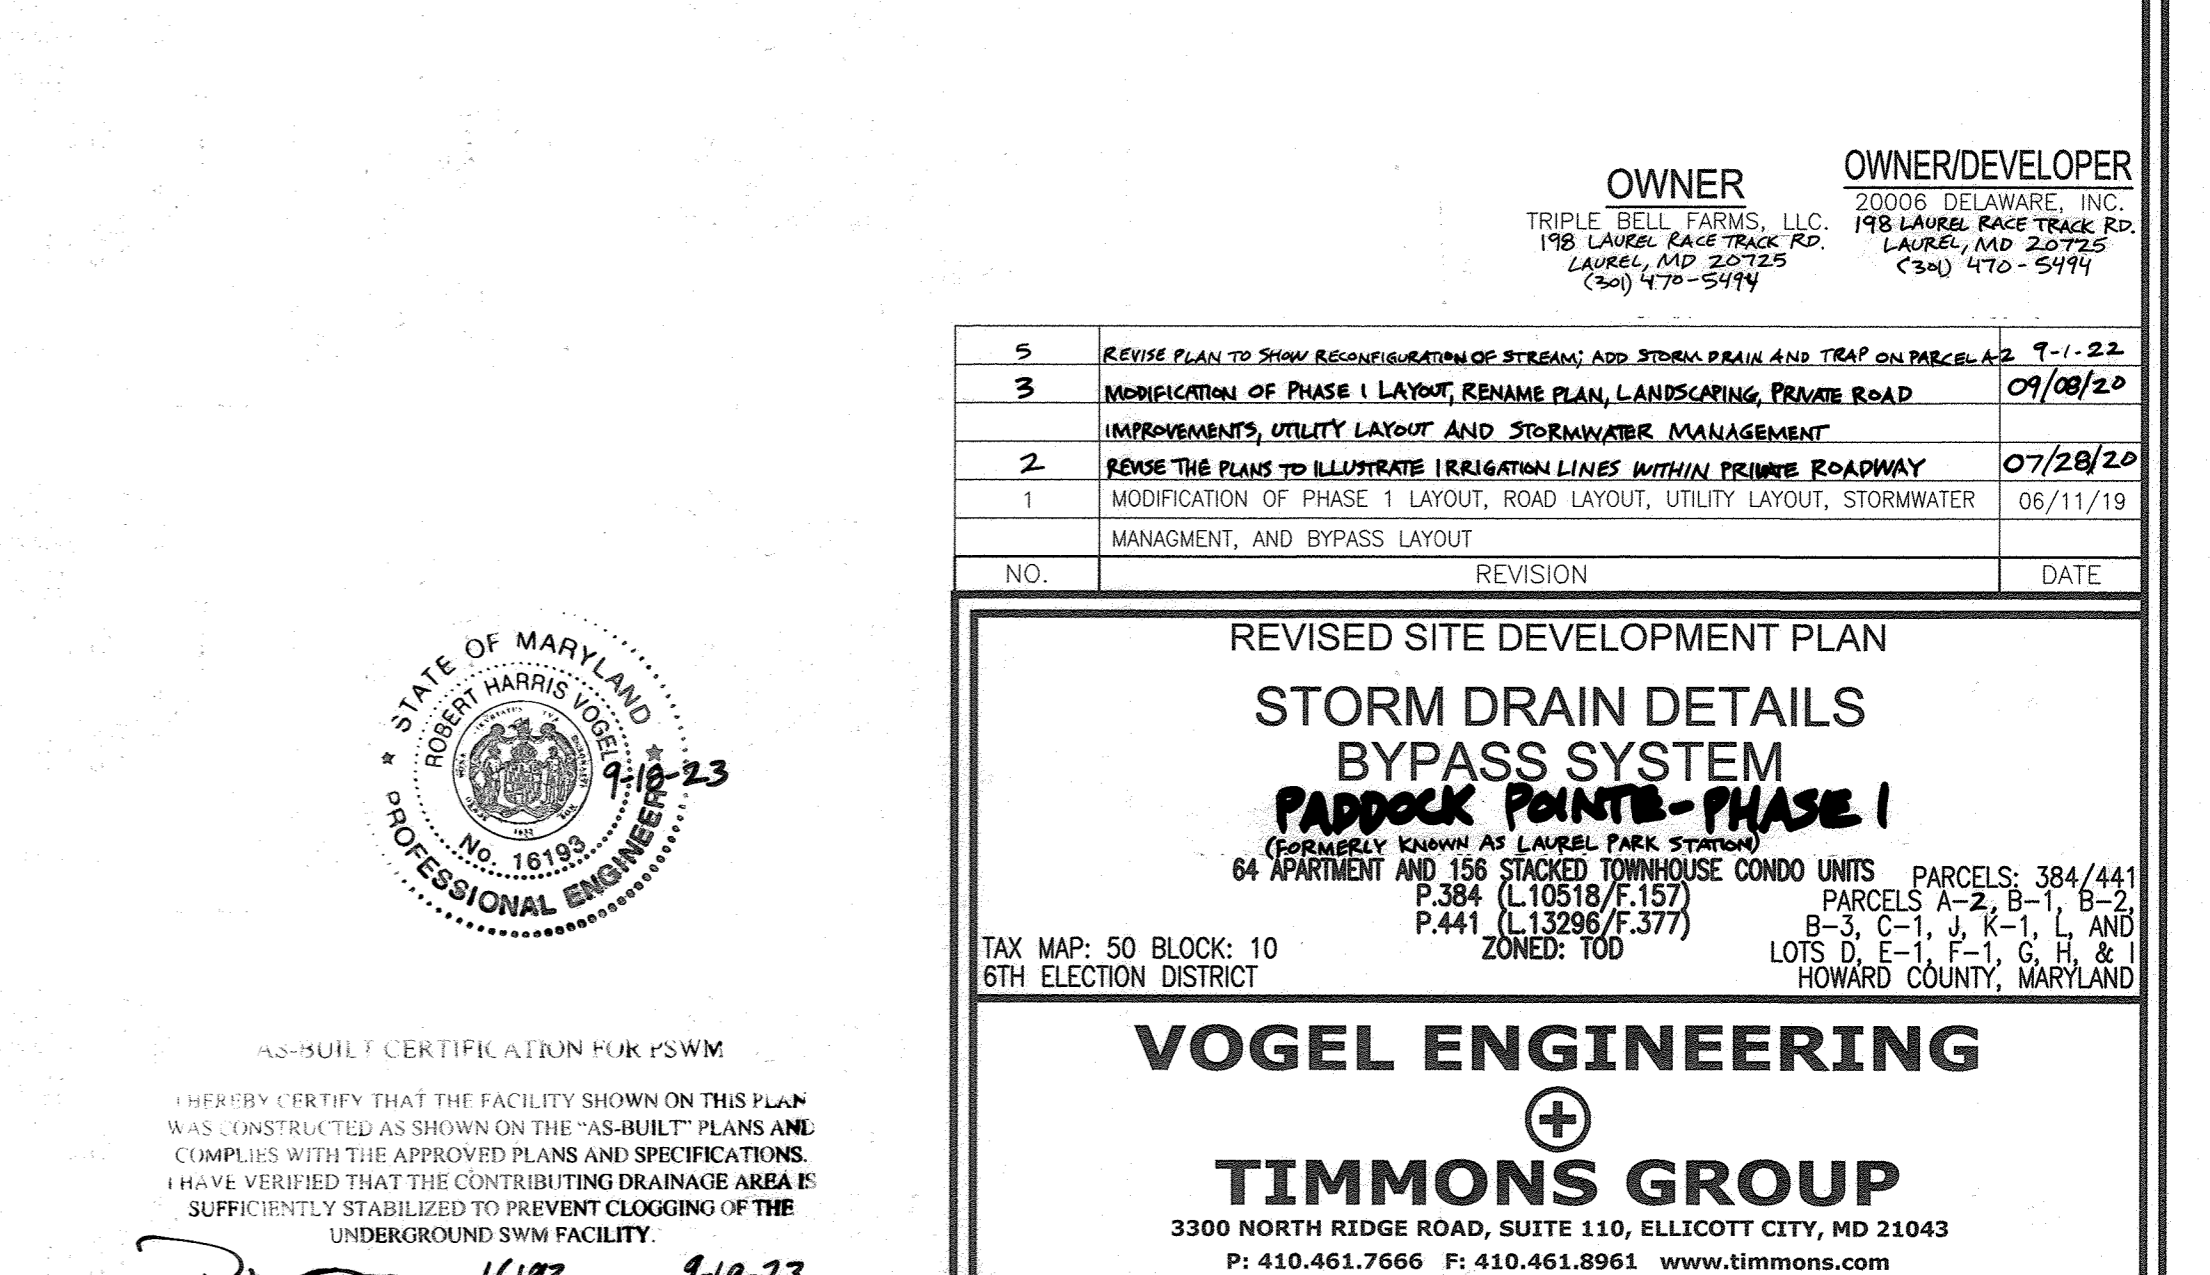 OWNER
TRIPLE BELL FARMS, LLC.
198 LAUREL RACE TRACK RD.
LAUREL, MD 20725
(301) 470-5494
OWNER/DEVELOPER
20006 DELAWARE, INC.
198 LAUREL RACE TRACK RD.
LAUREL, MD 20725
(301) 470-5494
5 REVISE PLAN TO SHOW RECONFIGURATION OF STREAM; ADD STORM DRAIN AND TRAP ON PARCEL A-2 9-1-22
3 MODIFICATION OF PHASE 1 LAYOUT, RENAME PLAN, LANDSCAPING, PRIVATE ROAD 09/08/20
IMPROVEMENTS, UTILITY LAYOUT AND STORMWATER MANAGEMENT
2 REVISE THE PLANS TO ILLUSTRATE IRRIGATION LINES WITHIN PRIVATE ROADWAY 07/28/20
1 MODIFICATION OF PHASE 1 LAYOUT, ROAD LAYOUT, UTILITY LAYOUT, STORMWATER 06/11/19
MANAGMENT, AND BYPASS LAYOUT
NO. REVISION DATE
REVISED SITE DEVELOPMENT PLAN
STORM DRAIN DETAILS
BYPASS SYSTEM
PADDOCK POINTE-PHASE 1
(FORMERLY KNOWN AS LAUREL PARK STATION)
64 APARTMENT AND 156 STACKED TOWNHOUSE CONDO UNITS
P.384 (L.10518/F.157)
P.441 (L.13296/F.377)
ZONED: TOD
TAX MAP: 50 BLOCK: 10
6TH ELECTION DISTRICT
PARCELS: 384/441
PARCELS A-2, B-1, B-2,
B-3, C-1, J, K-1, L, AND
LOTS D, E-1, F-1, G, H, & I
HOWARD COUNTY, MARYLAND
VOGEL ENGINEERING
+
TIMMONS GROUP
3300 NORTH RIDGE ROAD, SUITE 110, ELLICOTT CITY, MD 21043
P: 410.461.7666 F: 410.461.8961 www.timmons.com
STATE OF MARYLAND
ROBERT HARRIS VOGEL
No. 16193
PROFESSIONAL ENGINEER
9-18-23
AS-BUILT CERTIFICATION FOR PSWM
I HEREBY CERTIFY THAT THE FACILITY SHOWN ON THIS PLAN
WAS CONSTRUCTED AS SHOWN ON THE "AS-BUILT" PLANS AND
COMPLIES WITH THE APPROVED PLANS AND SPECIFICATIONS.
I HAVE VERIFIED THAT THE CONTRIBUTING DRAINAGE AREA IS
SUFFICIENTLY STABILIZED TO PREVENT CLOGGING OF THE
UNDERGROUND SWM FACILITY.
16193 9-18-23